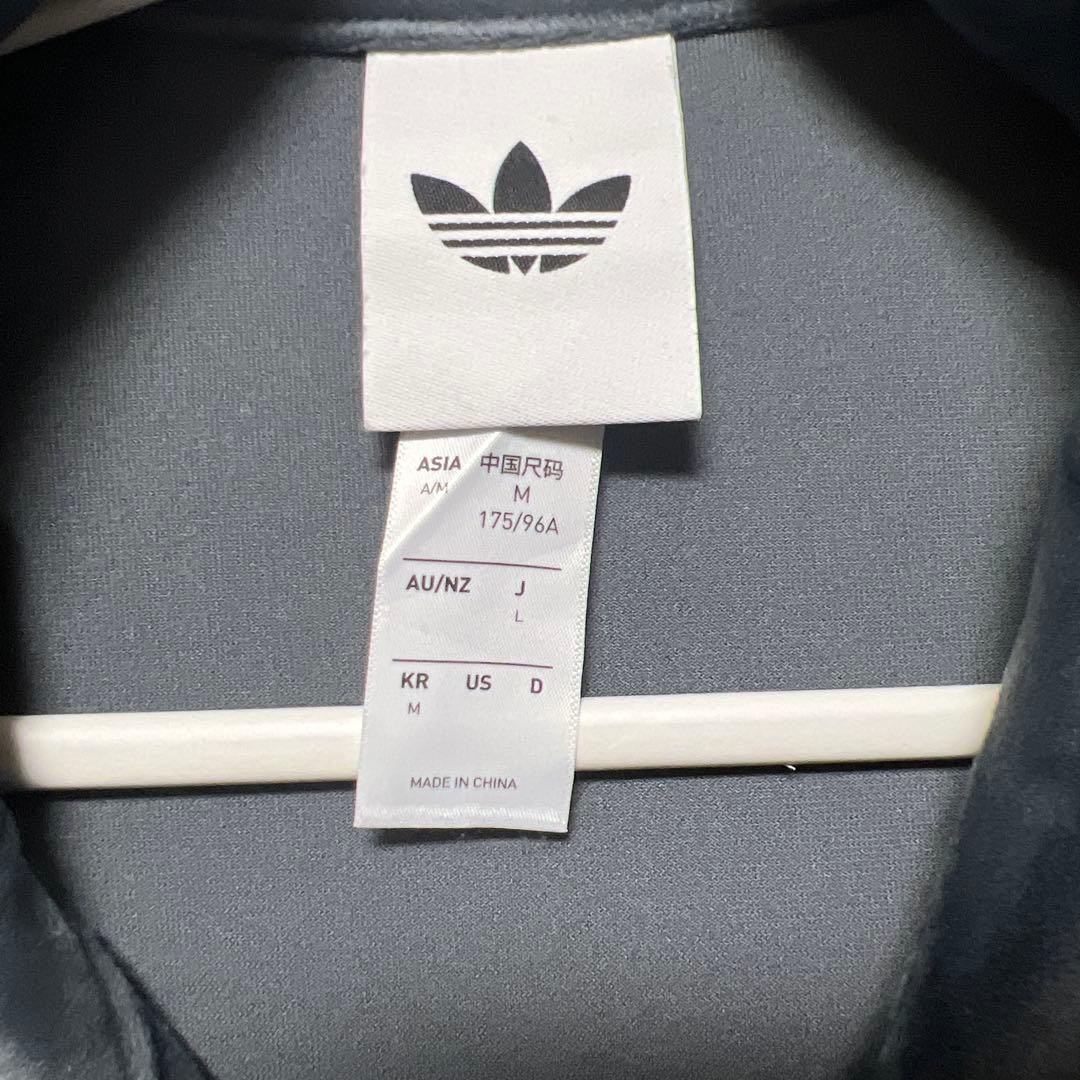 ASIA 中国尺码
A/M M
175/96A
AU/NZ J
L
KR US D
M
MADE IN CHINA